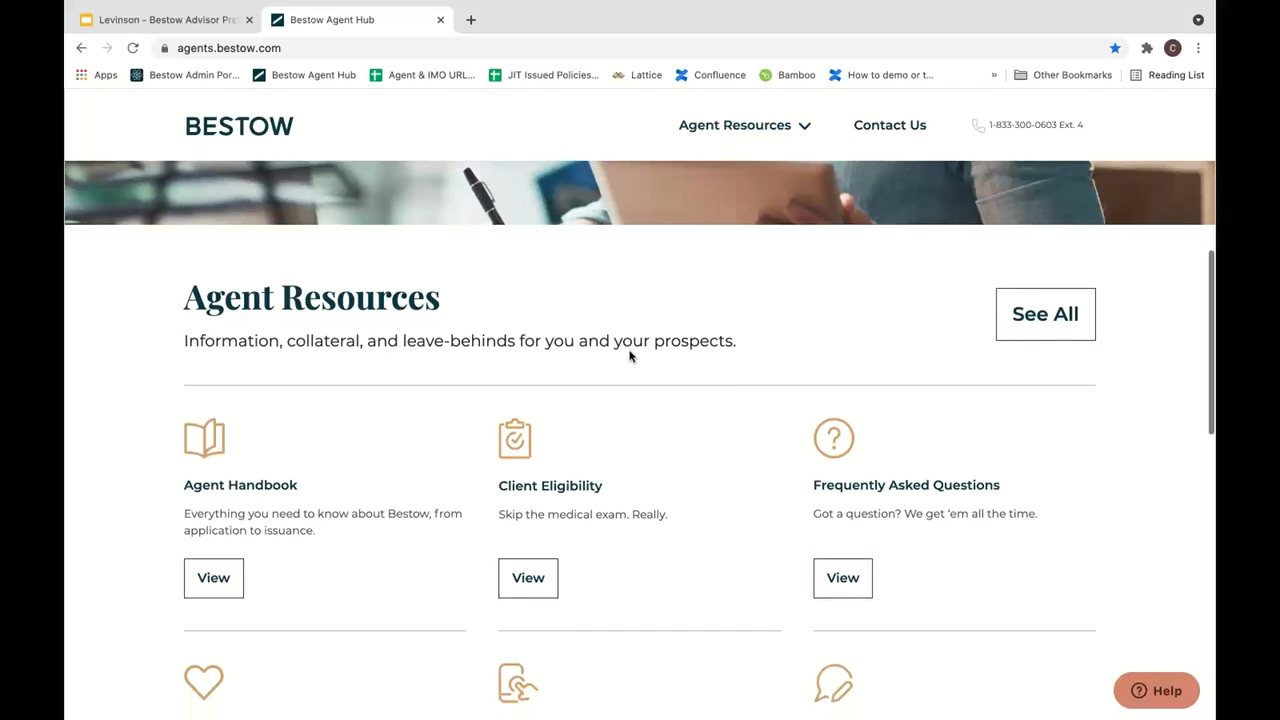 Levinson - Bestow Advisor Pre
Bestow Agent Hub
agents.bestow.com
C
Apps
Bestow Admin Por...
Bestow Agent Hub
Agent & IMO URL...
JIT Issued Policies...
Lattice
Confluence
Bamboo
How to demo or t...
»
Other Bookmarks
Reading List
BESTOW
Agent Resources
Contact Us
1-833-300-0603 Ext. 4
Agent Resources
See All
Information, collateral, and leave-behinds for you and your prospects.
Agent Handbook
Everything you need to know about Bestow, from
application to issuance.
View
Client Eligibility
Skip the medical exam. Really.
View
Frequently Asked Questions
Got a question? We get ‘em all the time.
View
Help